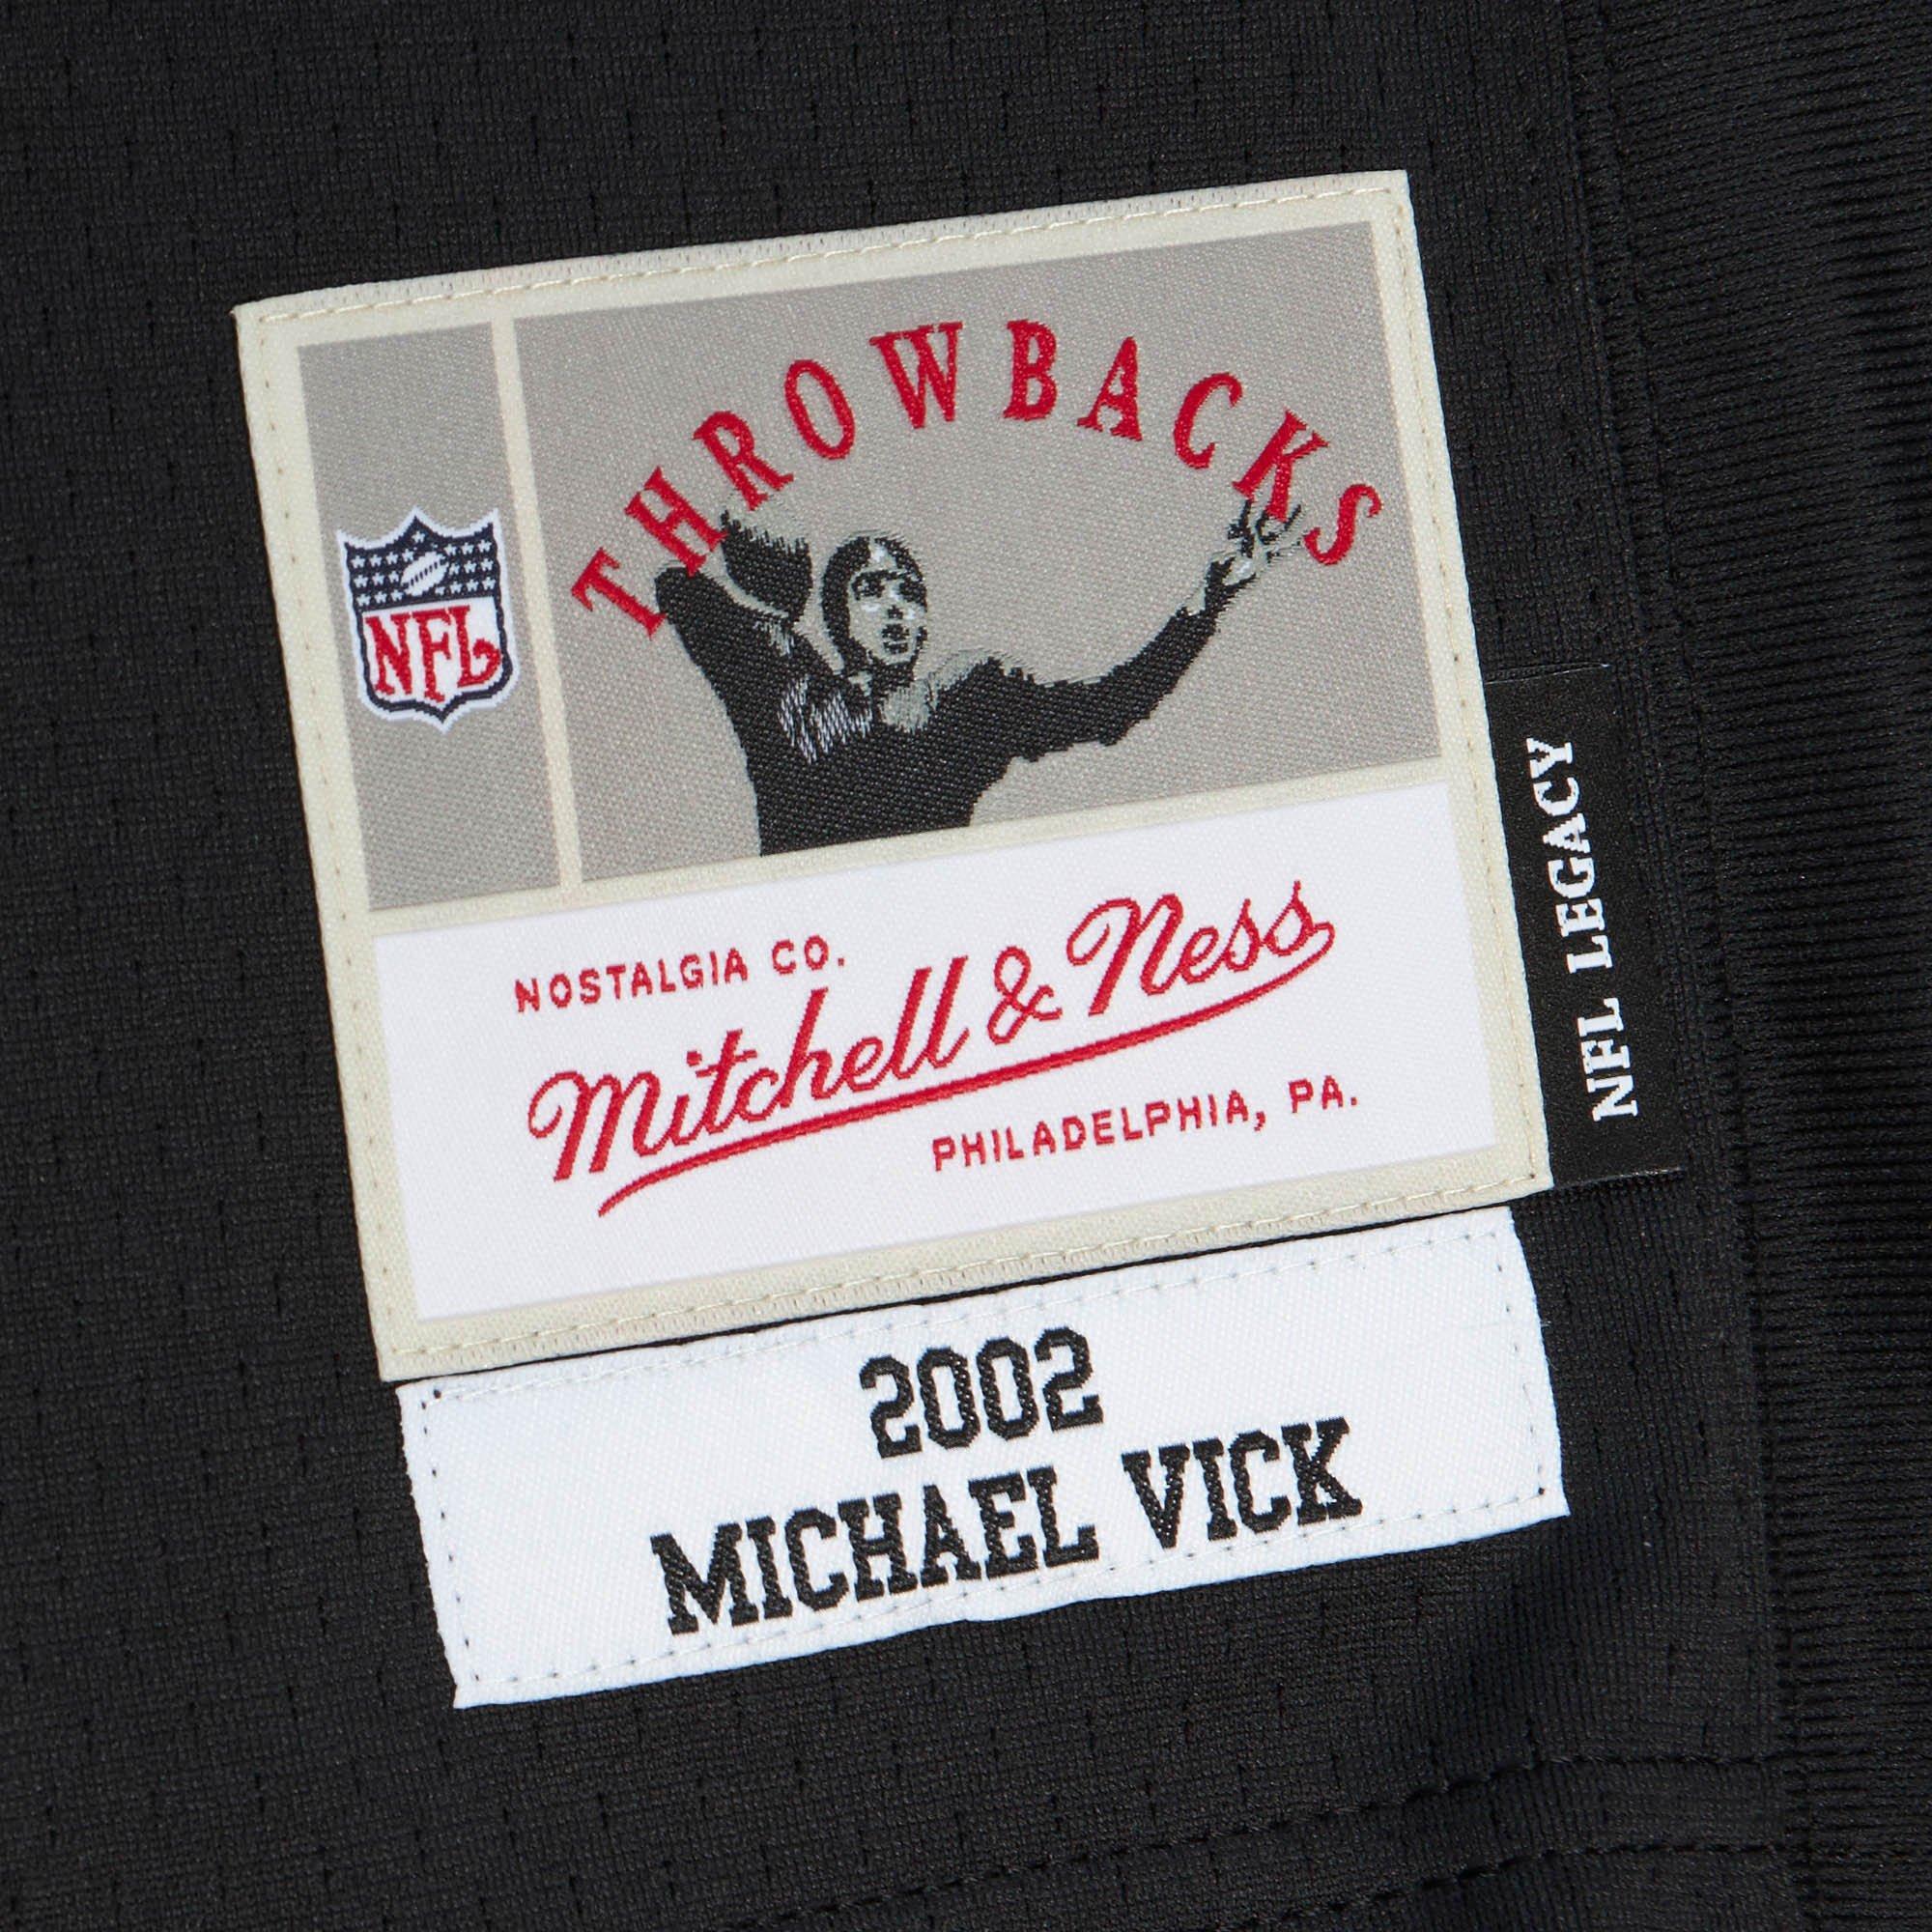 THROWBACKS
NFL
NOSTALGIA CO.
Mitchell & Ness
PHILADELPHIA, PA.
NFL LEGACY
2002
MICHAEL VICK